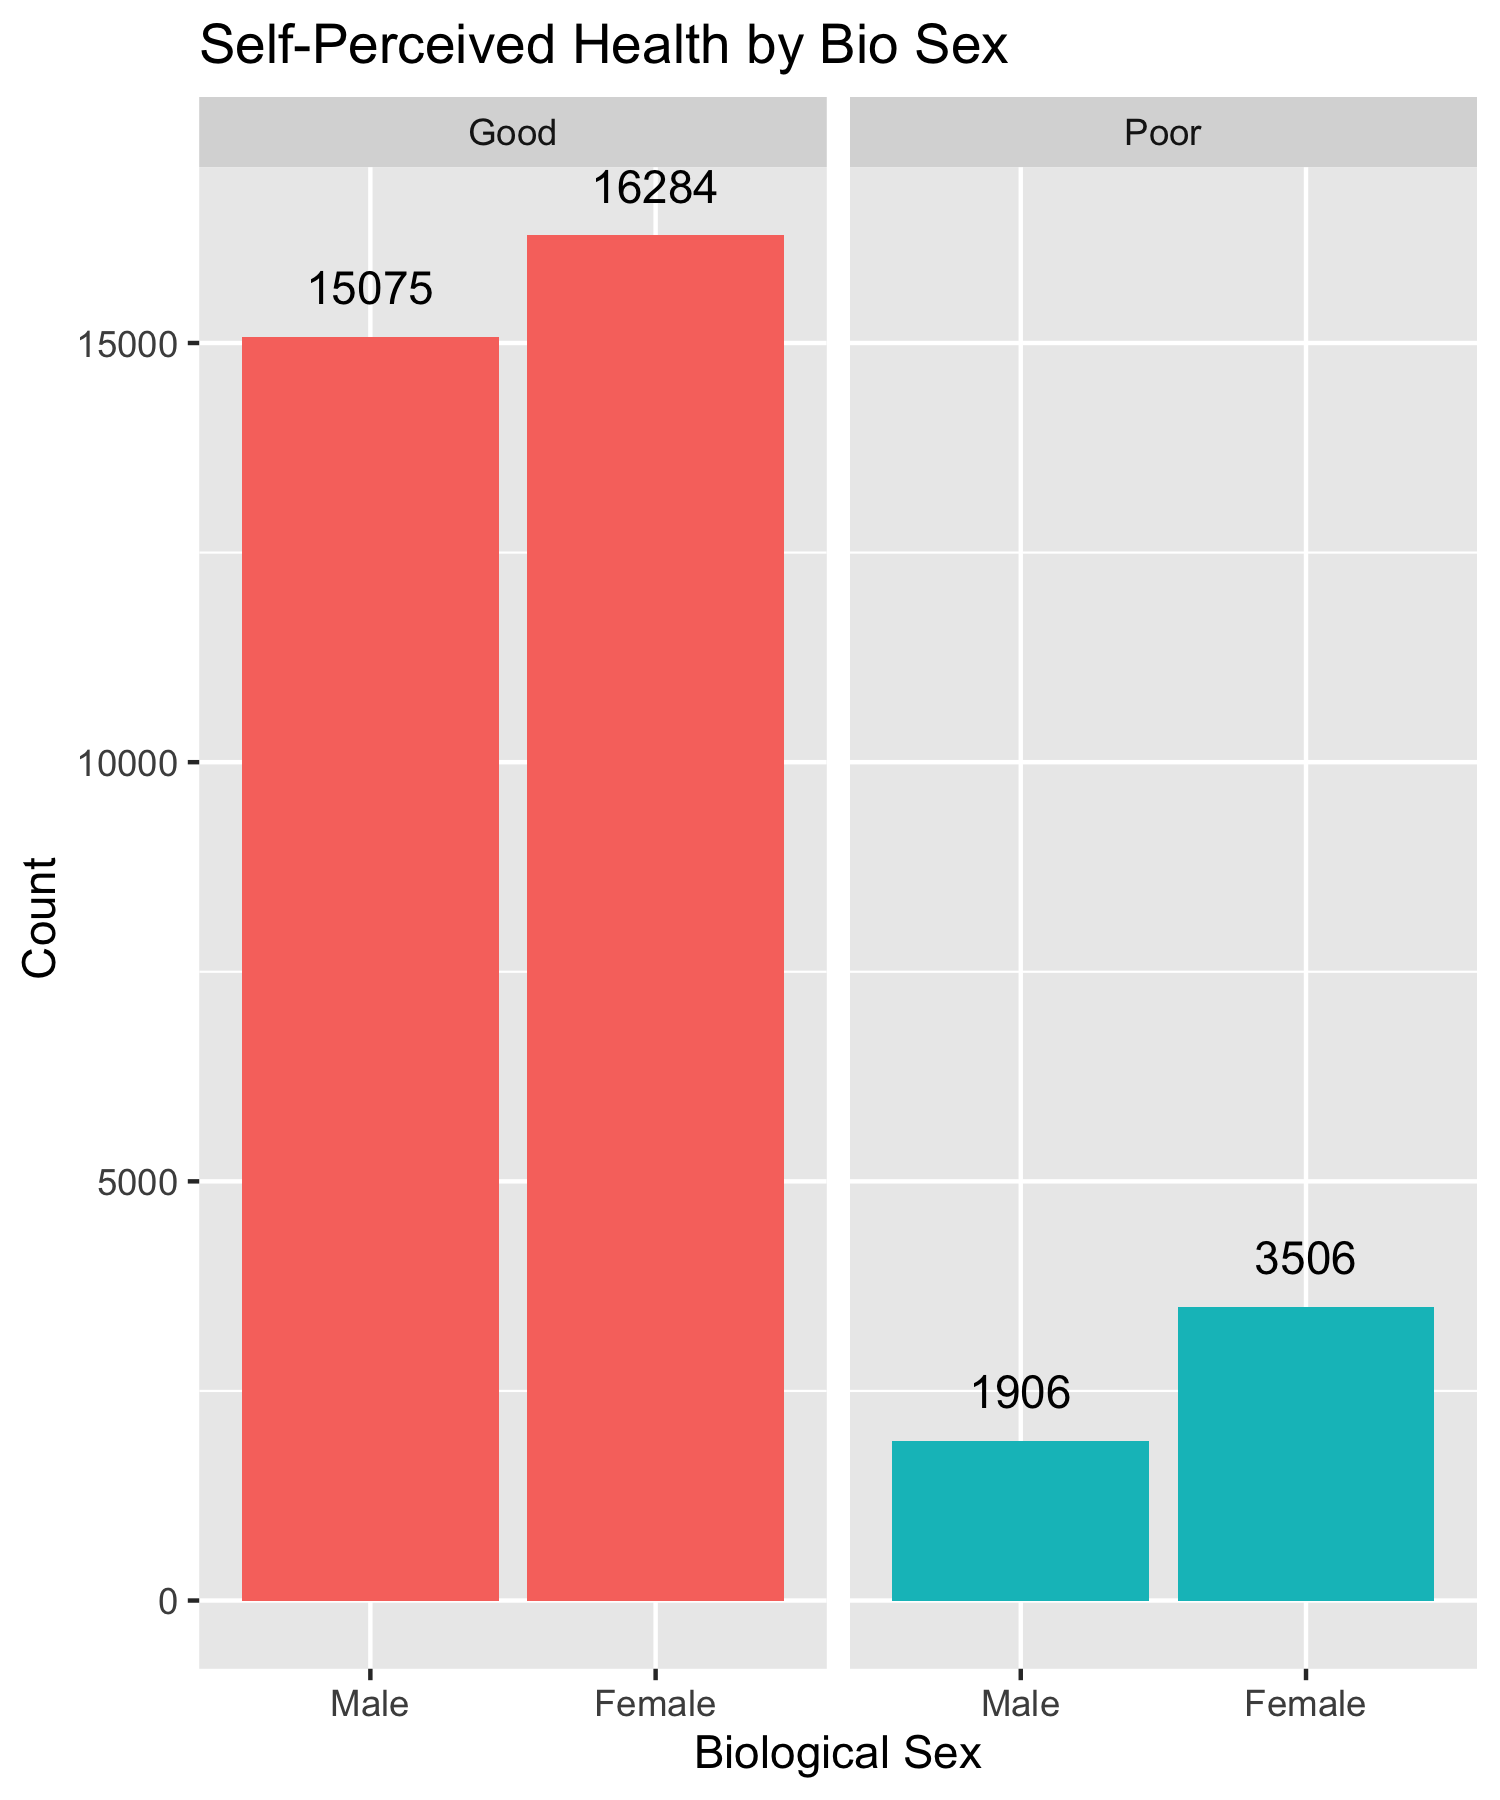 Self-Perceived Health by Bio Sex
Good
Poor
16284
15075
15000
10000
Count
5000
3506
1906
0
Male
Female
Male
Female
Biological Sex